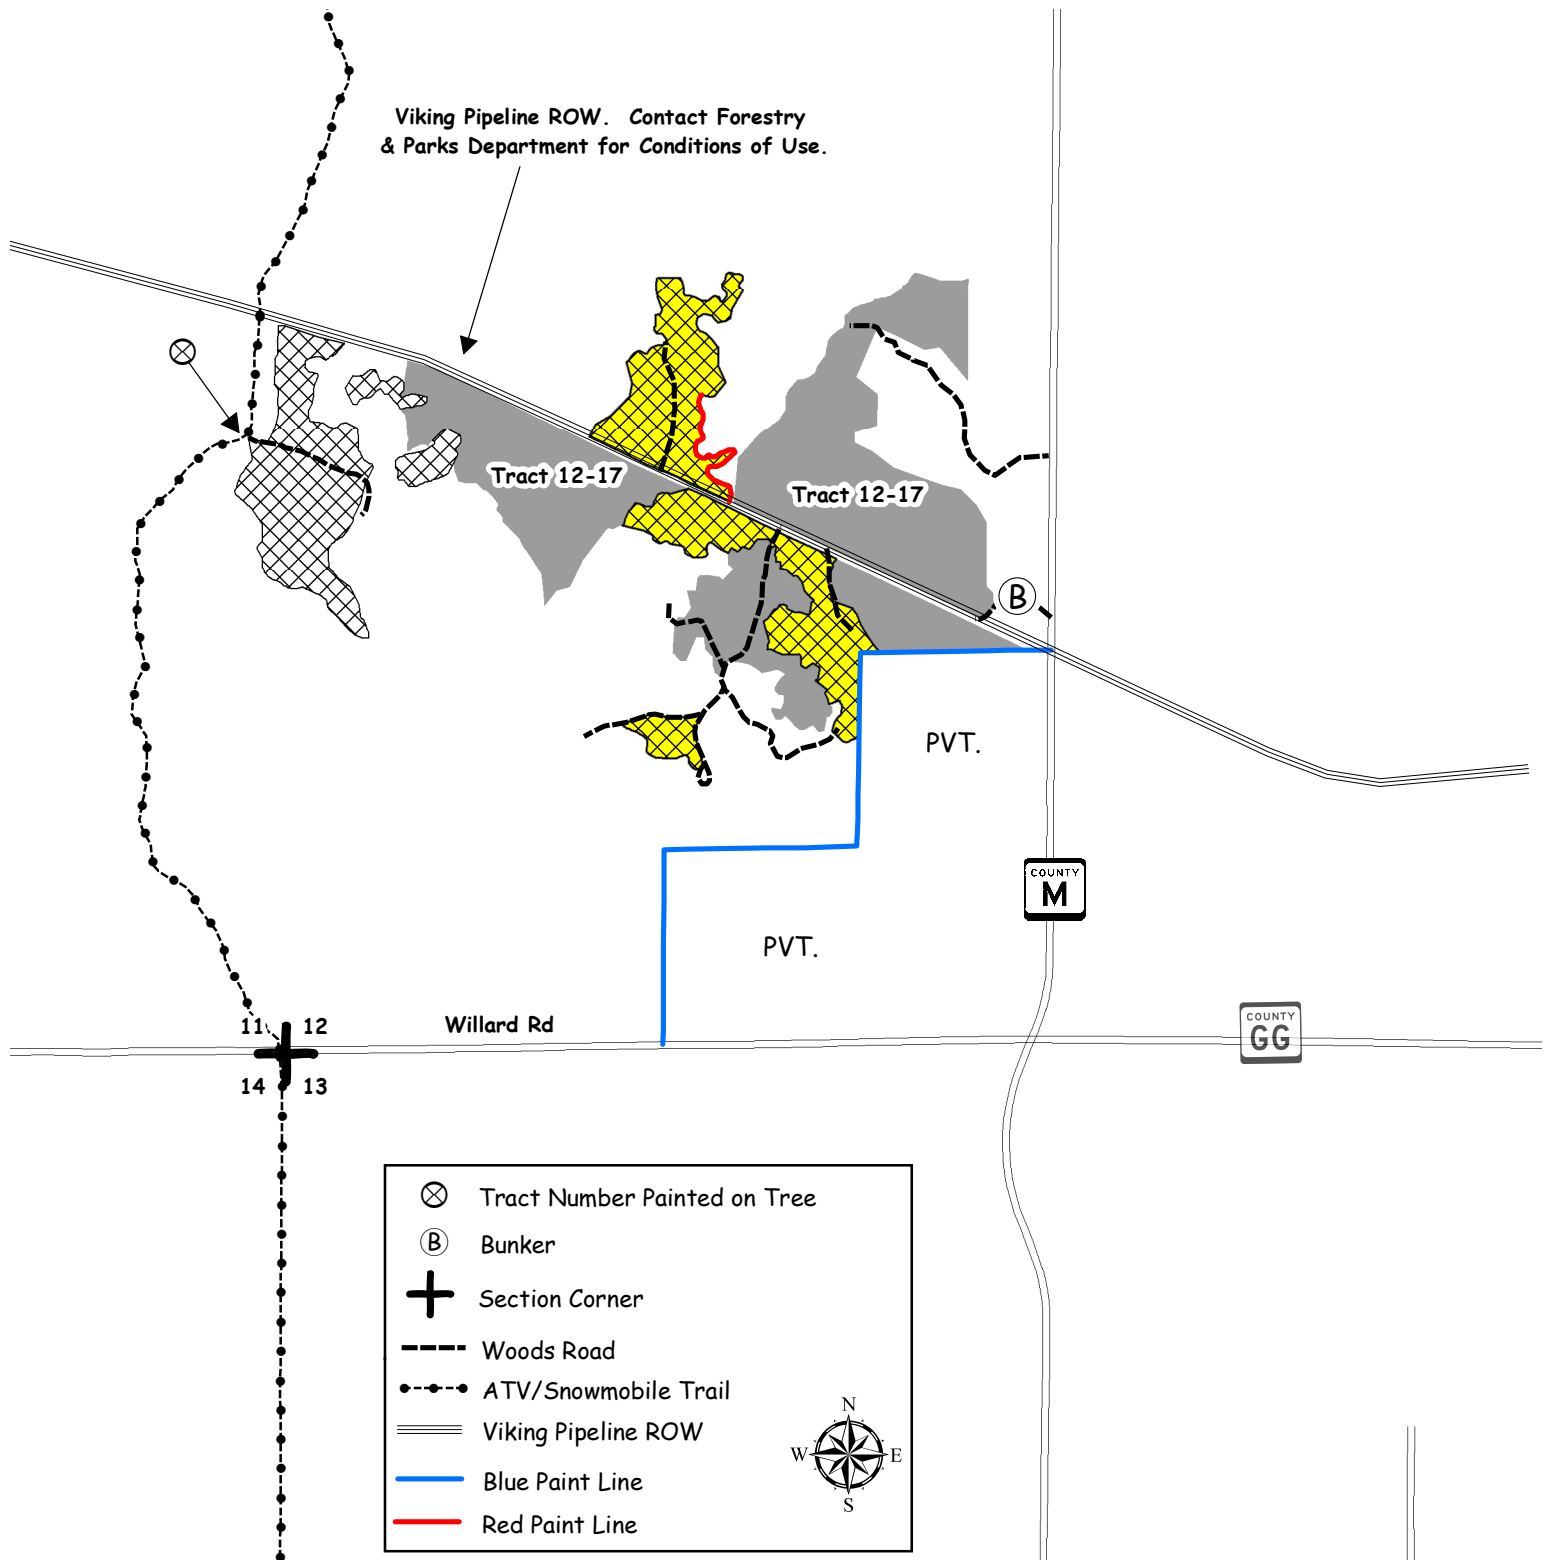 Viking Pipeline ROW.  Contact Forestry
& Parks Department for Conditions of Use.
Tract 12-17
Tract 12-17
B
PVT.
COUNTY
M
PVT.
COUNTY
GG
Willard Rd
11 12
14 13
Tract Number Painted on Tree
B Bunker
Section Corner
Woods Road
ATV/Snowmobile Trail
Viking Pipeline ROW
Blue Paint Line
Red Paint Line
N
W E
S